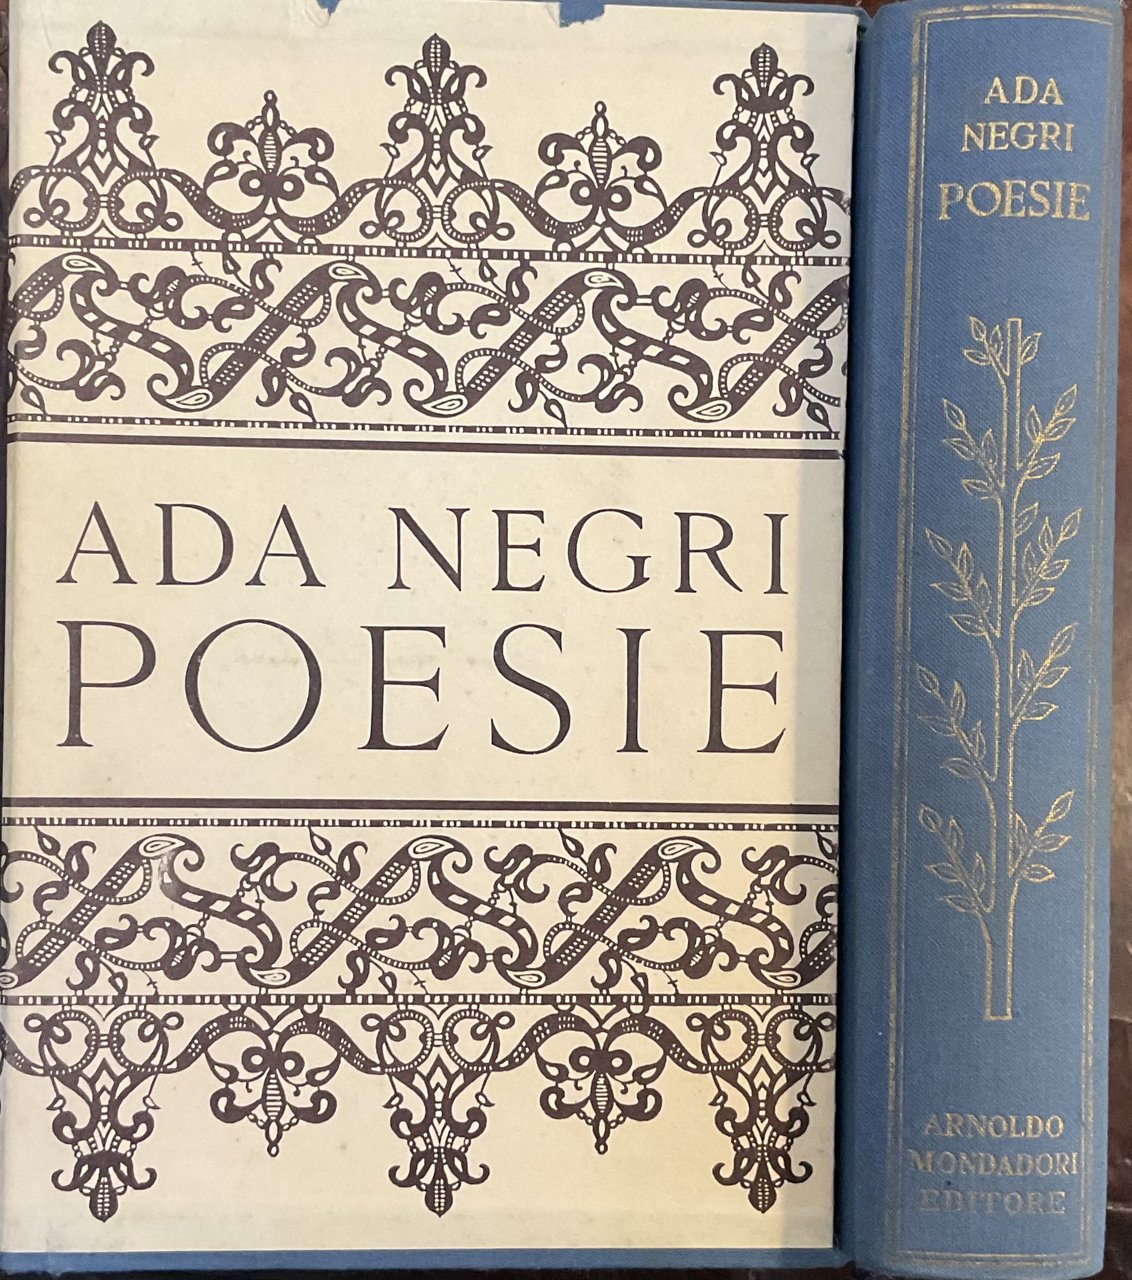 ADA NEGRI
POESIE
ADA
NEGRI
POESIE
ARNOLDO
MONDADORI
EDITORE